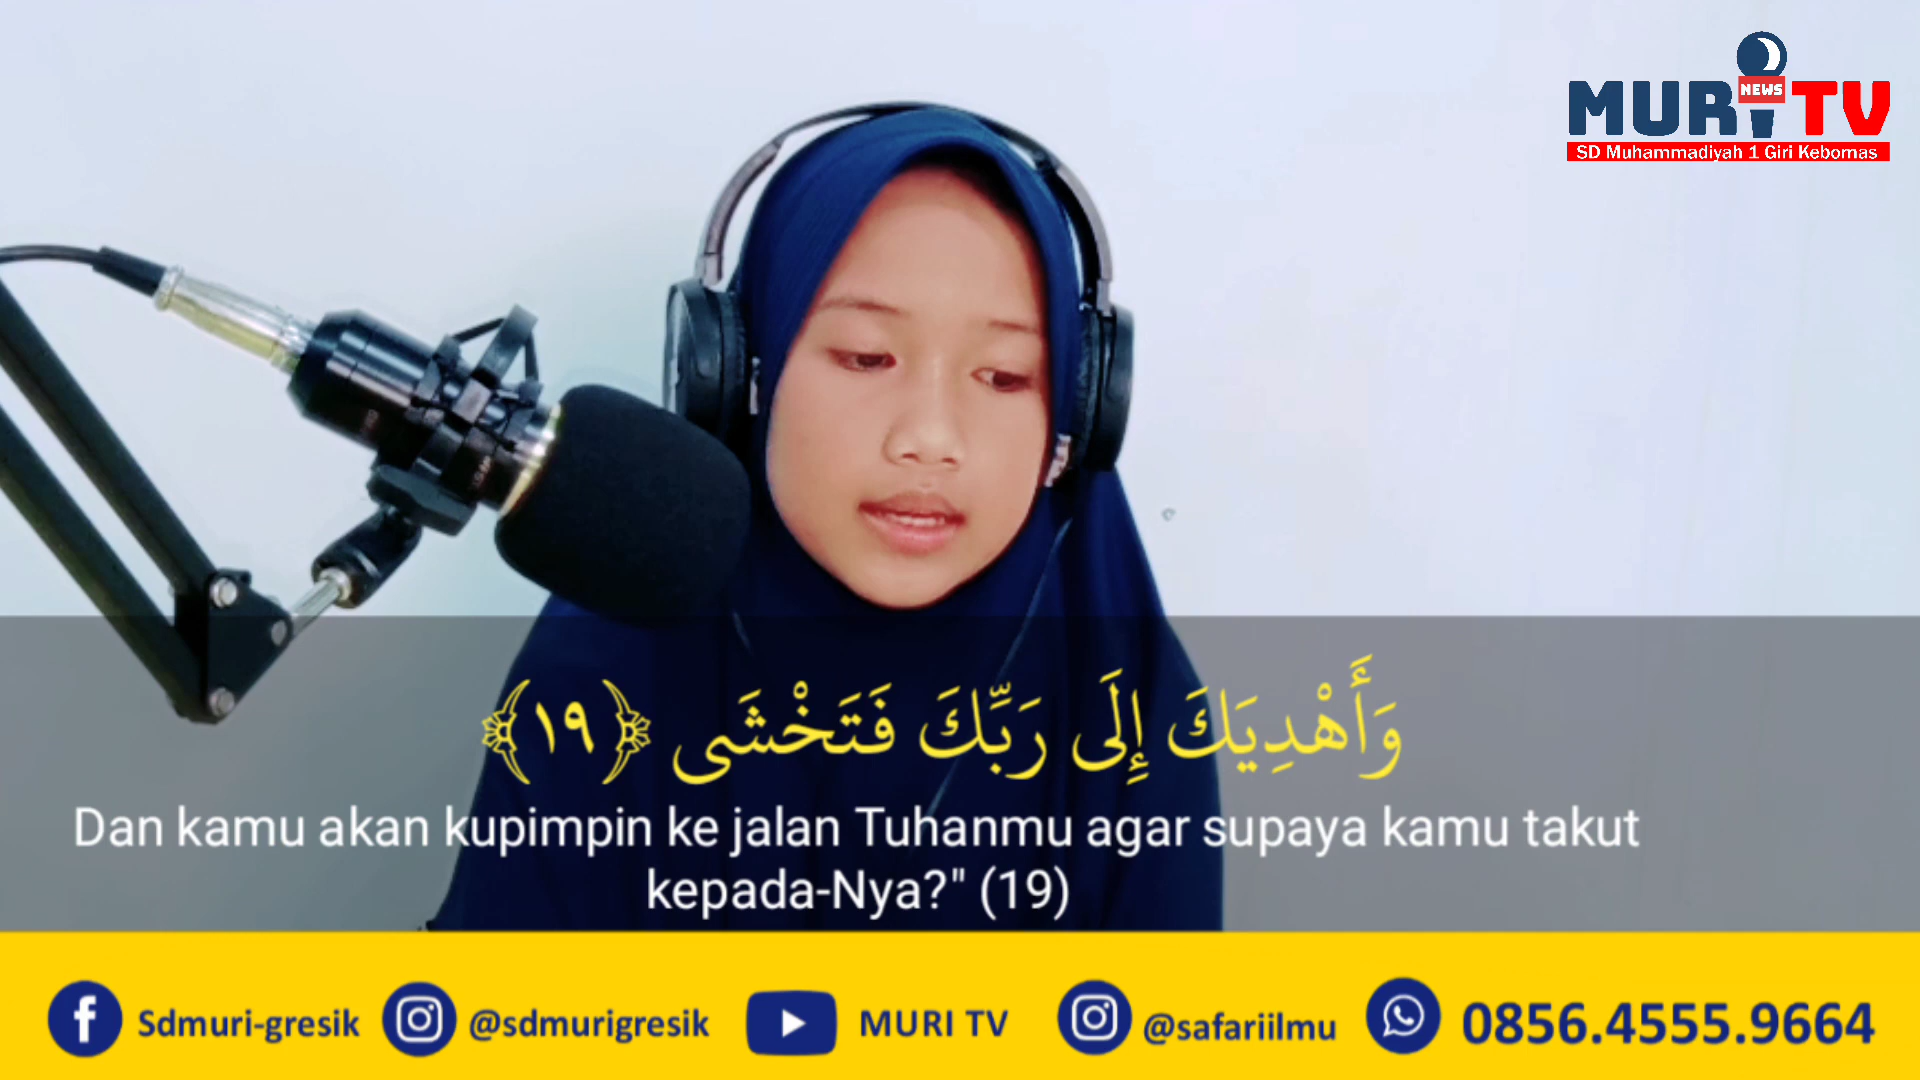 MURI TV
NEWS
SD Muhammadiyah 1 Giri Kebomas
وَأَهْدِيَكَ إِلَى رَبِّكَ فَتَخْشَى ﴿١٩﴾
Dan kamu akan kupimpin ke jalan Tuhanmu agar supaya kamu takut
kepada-Nya?" (19)
Sdmuri-gresik @sdmurigresik MURI TV @safariilmu 0856.4555.9664